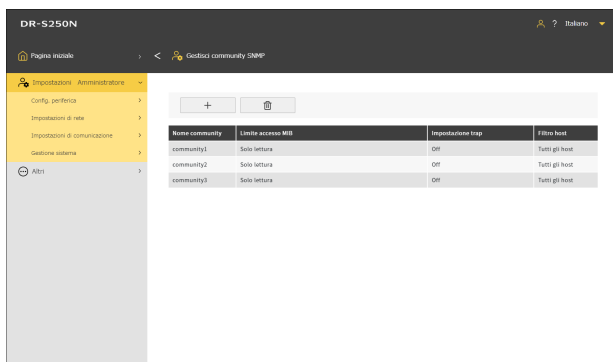 DR-S250N
? Italiano
Pagina iniziale
Gestisci community SNMP
Impostazioni Amministratore
Config. periferica
Impostazioni di rete
Impostazioni di comunicazione
Gestione sistema
Altri
Nome community Limite accesso MIB Impostazione trap Filtro host
community1 Solo lettura Off Tutti gli host
community2 Solo lettura Off Tutti gli host
community3 Solo lettura Off Tutti gli host